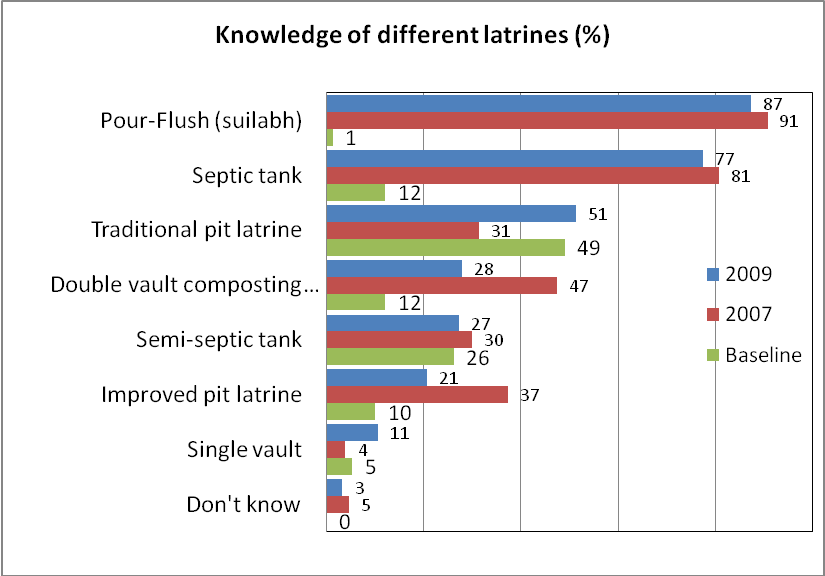 Knowledge of different latrines (%)
Pour-Flush (suilabh)
87
91
1
Septic tank
77
81
12
Traditional pit latrine
51
31
49
Double vault composting...
28
47
12
Semi-septic tank
27
30
26
Improved pit latrine
21
37
10
Single vault
11
4
5
Don't know
3
5
0
2009
2007
Baseline